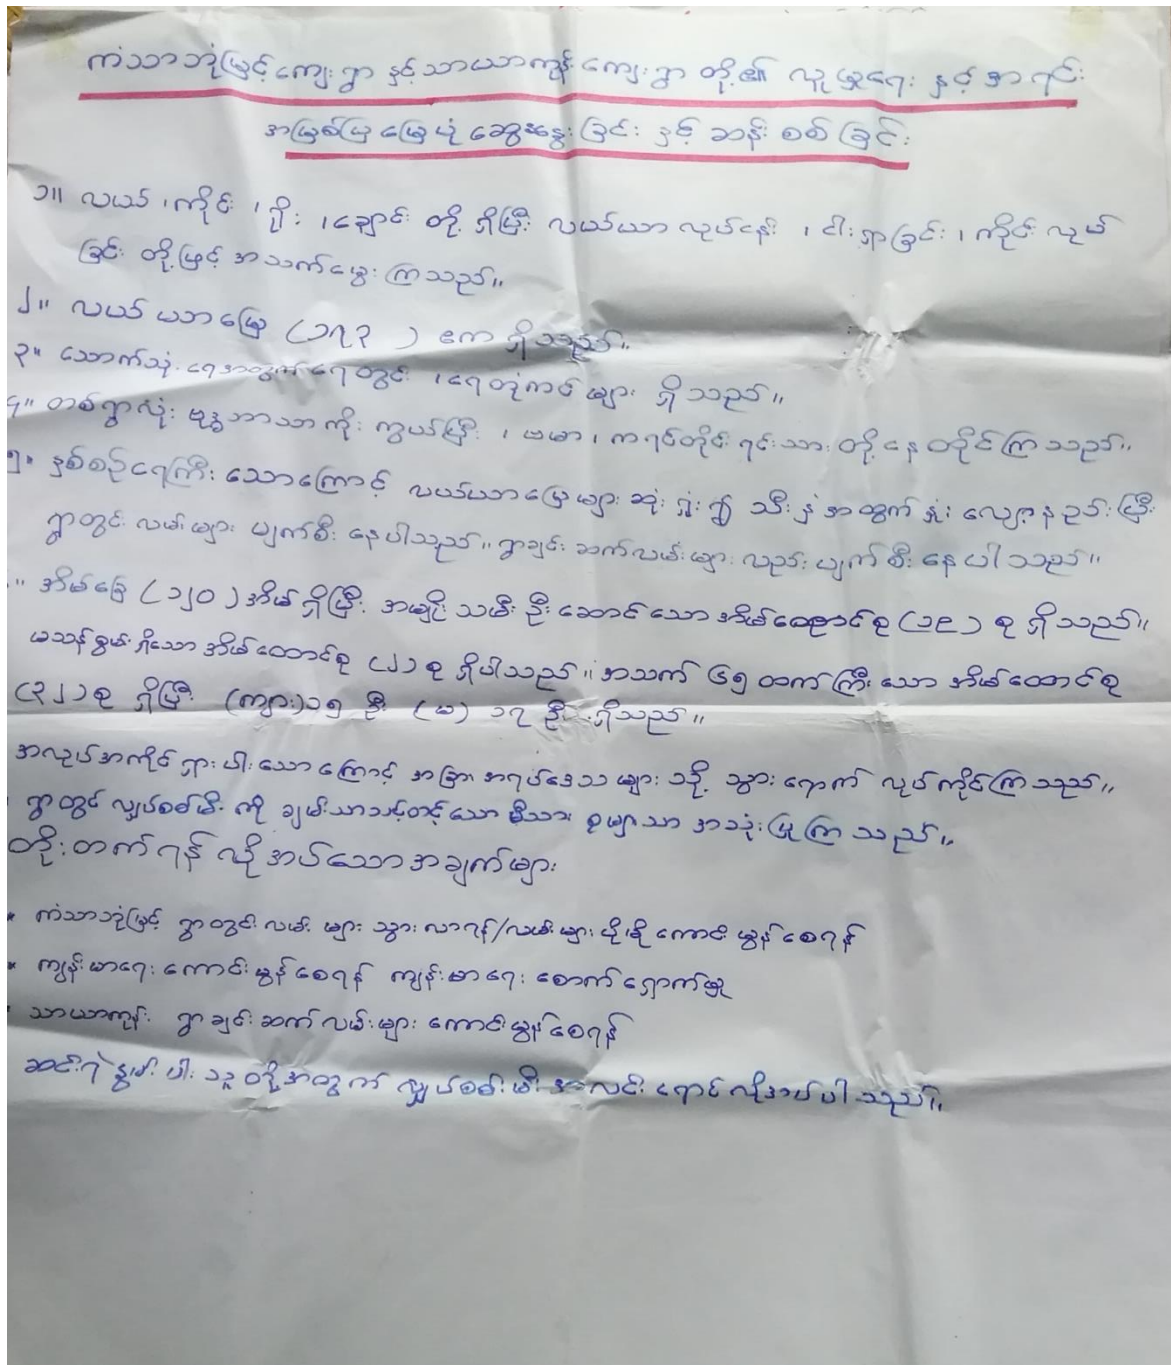 ကံသာဘုံမြင့်ကျေးရွာ နှင့်သာယာကုန်းကျေးရွာ တို့၏ လူမှုရေး နှင့် အရင်း
အမြစ်ပြမြေပုံ ဆွေးနွေးခြင်း နှင့် ဆန်းစစ်ခြင်း
၁။ လယ် ၊ကိုင်း ၊ရိုး ၊ချောင်း တို့ ရှိပြီး လယ်ယာလုပ်ငန်း ၊ ငါးရှာခြင်း ၊ ကိုင်းလုပ်
ခြင်း တို့ဖြင့် အသက်မွေးကြသည်။
၂။ လယ်ယာမြေ (၁၇၃ ) ဧက ရှိသည်။
၃။ သောက်သုံးရေအတွက်ရေတွင်း ၊ရေတုံကင်များ ရှိသည်။
၄။ တစ်ရွာလုံး ဗုဒ္ဓဘာသာကိုး ကွယ်ပြီး ၊ ဗမာ ၊ ကရင်တိုင်းရင်းသား တို့နေထိုင်ကြသည်။
၅။ နှစ်စဉ်ရေကြီး သောကြောင့် လယ်ယာမြေများ ဆုံးရှုံး၍ သီးနှံအထွက်နှုံး လျော့နည်းပြီး
ရွာတွင်းလမ်းများ ပျက်စီးနေပါသည်။ ရွာချင်းဆက်လမ်းများလည်း ပျက်စီးနေပါသည်။
။ အိမ်ခြေ (၁၂၀) အိမ်ရှိပြီး အမျိုးသမီးဦးဆောင်သောအိမ်ထောင်စု (၁၉) စု ရှိသည်။
မသန်စွမ်းရှိသော အိမ်ထောင်စု (၂) စု ရှိပါသည်။ အသက် ၆၅ ထက်ကြီးသော အိမ်ထောင်စု
(၃၂) စု ရှိပြီး (ကျား)၁၅ ဦး (မ) ၁၇ ဦး ရှိသည်။
အလုပ်အကိုင်ရှားပါးသောကြောင့် အခြားအရပ်ဒေသများသို့ သွားရောက် လုပ်ကိုင်ကြသည်။
ရွာတွင် လျှပ်စစ်မီး ကို ချမ်းသာသင့်တင့်သော မိသားစုများသာ အသုံးပြုကြသည်။
တိုးတက်ရန် လိုအပ်သောအချက်များ
* ကံသာဘုံမြင့် ရွာတွင်းလမ်းများ သွားလာရန်/လမ်းများ ပိုမို ကောင်းမွန်စေရန်
* ကျန်းမာရေး ကောင်းမွန်စေရန် ကျန်းမာရေး စောက်ရှောက်မှု
* သာယာကုန်း ရွာချင်းဆက်လမ်းများ ကောင်းမွန်စေရန်
ဆင်းရဲနွမ်းပါးသူတို့အတွက် လျှပ်စစ်မီးအလင်းရောင်လိုအပ်ပါသည်။